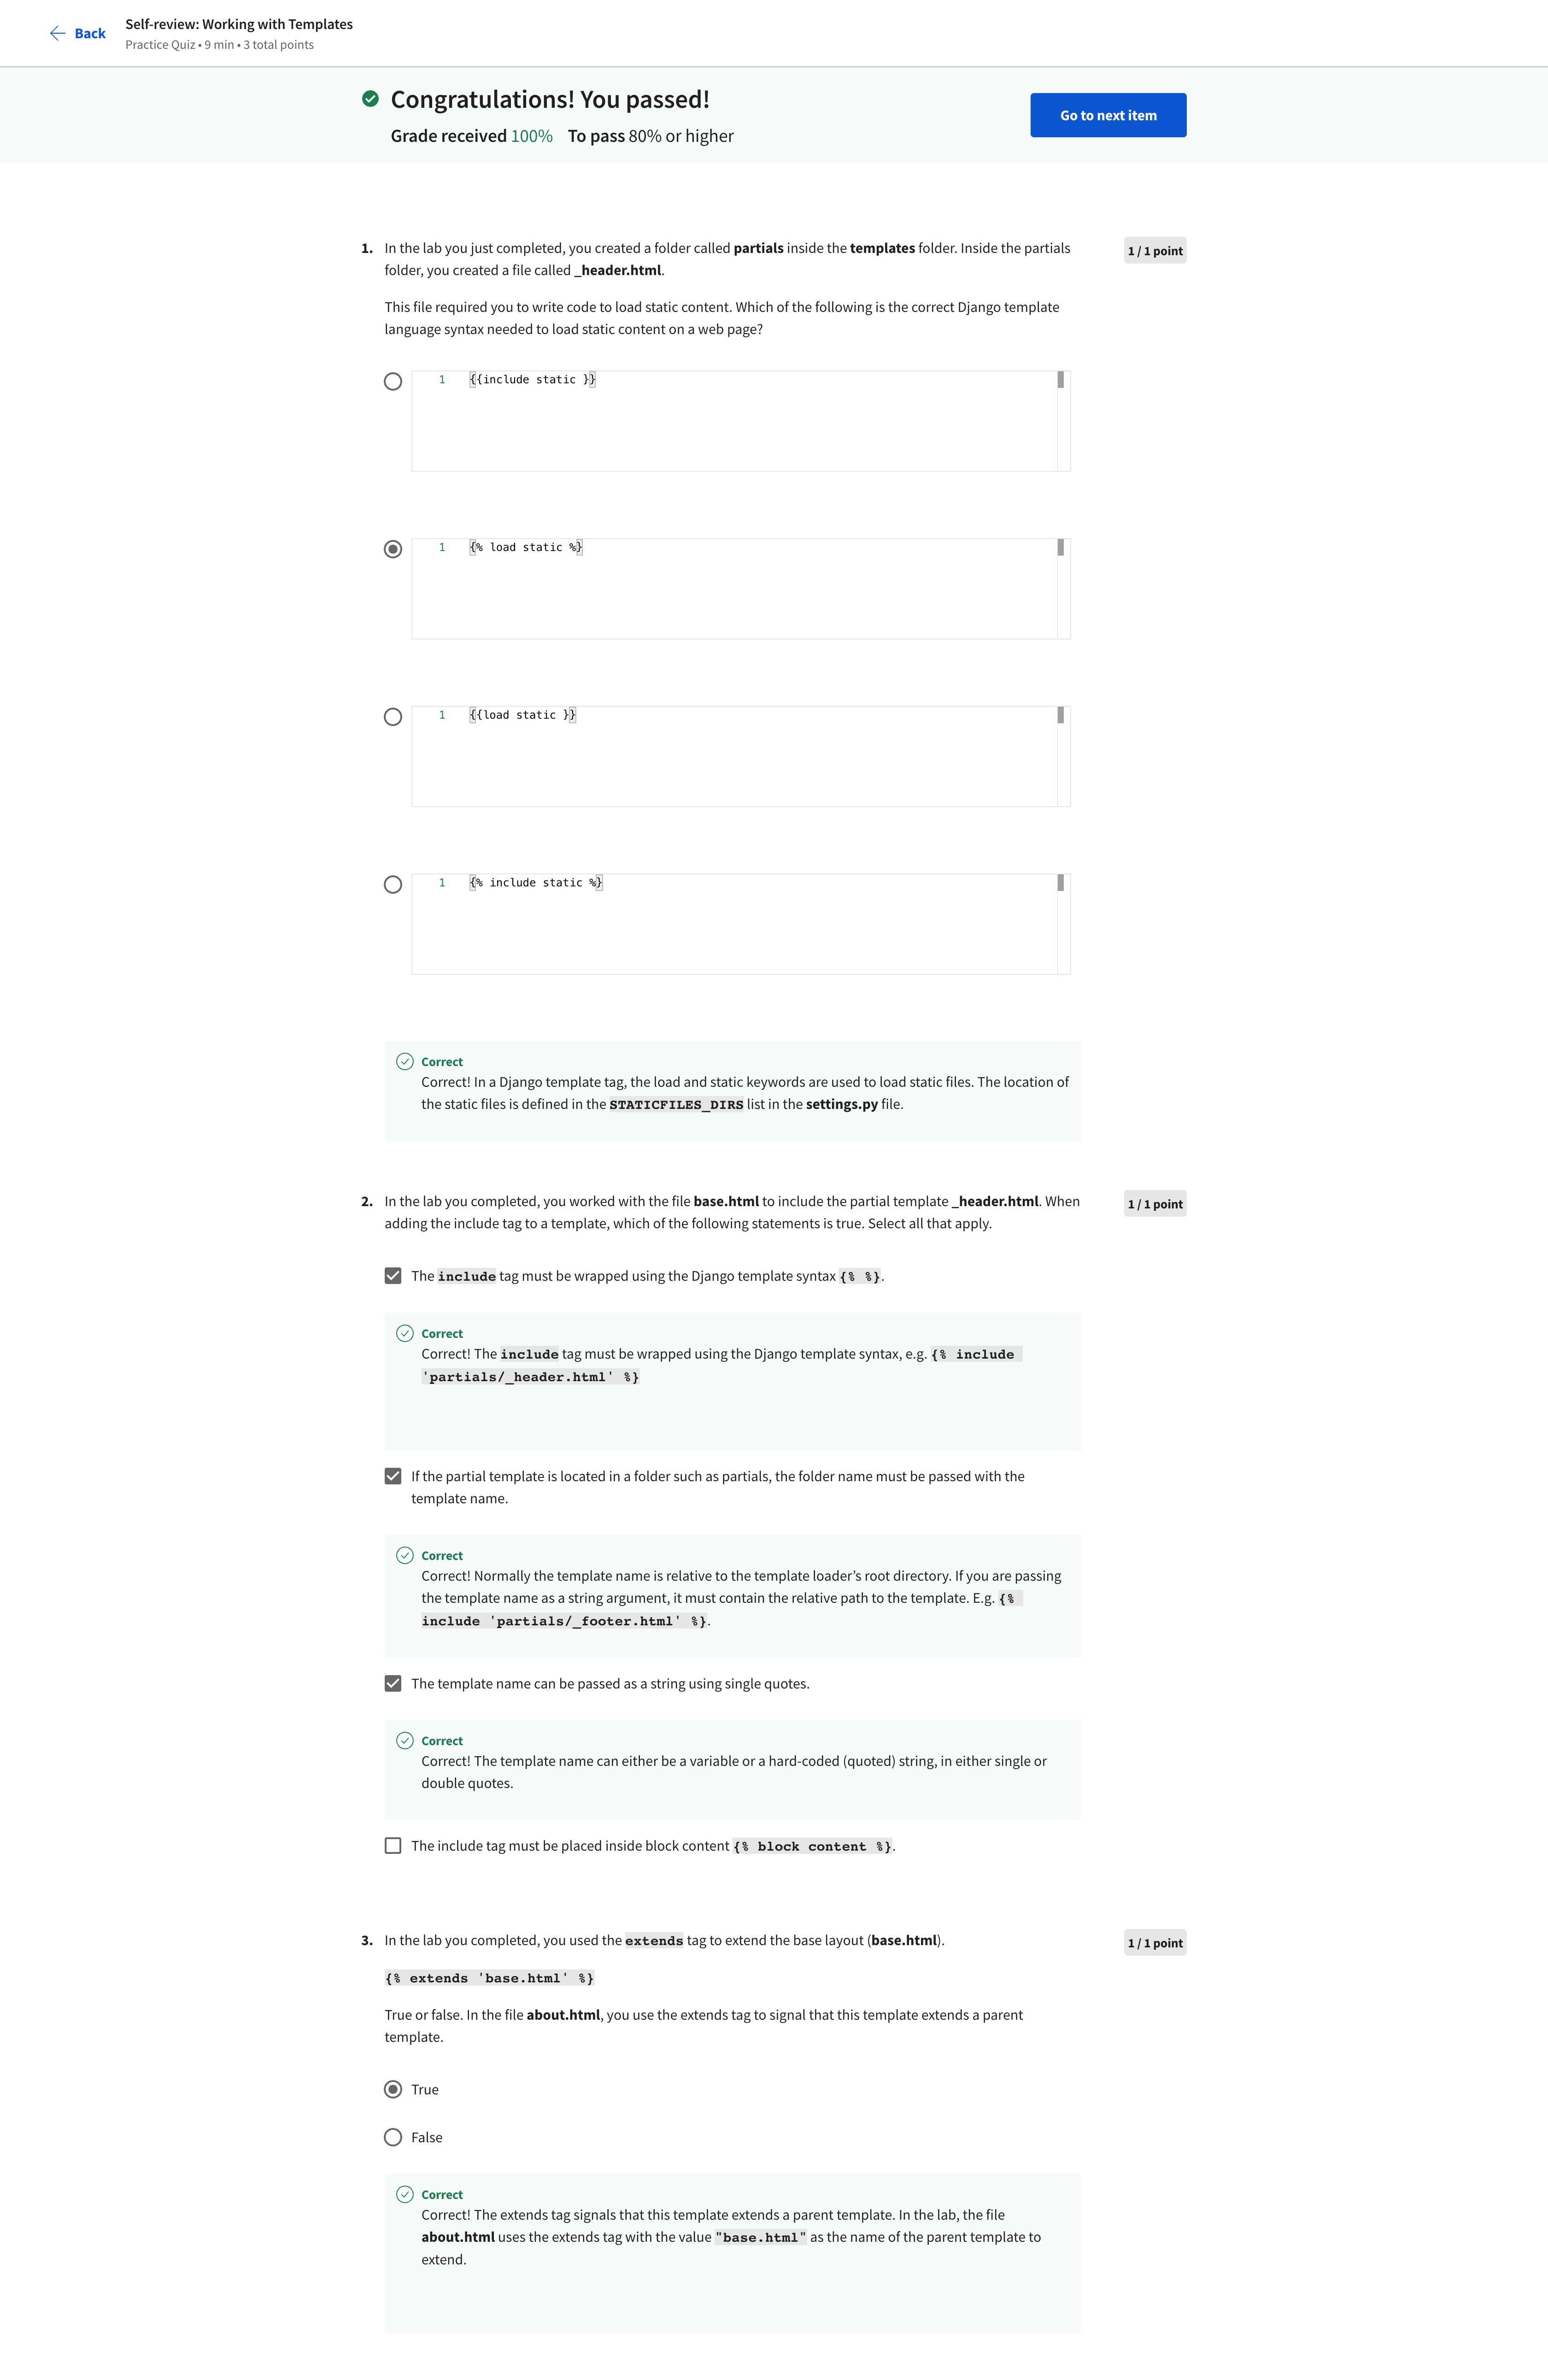 Back
Self-review: Working with Templates
Practice Quiz • 9 min • 3 total points
Congratulations! You passed!
Grade received 100% To pass 80% or higher
Go to next item
1. In the lab you just completed, you created a folder called partials inside the templates folder. Inside the partials
folder, you created a file called _header.html.
1 / 1 point
This file required you to write code to load static content. Which of the following is the correct Django template
language syntax needed to load static content on a web page?
1 {{include static }}
1 {% load static %}
1 {{load static }}
1 {% include static %}
Correct
Correct! In a Django template tag, the load and static keywords are used to load static files. The location of
the static files is defined in the STATICFILES_DIRS list in the settings.py file.
2. In the lab you completed, you worked with the file base.html to include the partial template _header.html. When
adding the include tag to a template, which of the following statements is true. Select all that apply.
1 / 1 point
The include tag must be wrapped using the Django template syntax {% %}.
Correct
Correct! The include tag must be wrapped using the Django template syntax, e.g. {% include
'partials/_header.html' %}
If the partial template is located in a folder such as partials, the folder name must be passed with the
template name.
Correct
Correct! Normally the template name is relative to the template loader’s root directory. If you are passing
the template name as a string argument, it must contain the relative path to the template. E.g. {%
include 'partials/_footer.html' %}.
The template name can be passed as a string using single quotes.
Correct
Correct! The template name can either be a variable or a hard-coded (quoted) string, in either single or
double quotes.
The include tag must be placed inside block content {% block content %}.
3. In the lab you completed, you used the extends tag to extend the base layout (base.html).
1 / 1 point
{% extends 'base.html' %}
True or false. In the file about.html, you use the extends tag to signal that this template extends a parent
template.
True
False
Correct
Correct! The extends tag signals that this template extends a parent template. In the lab, the file
about.html uses the extends tag with the value "base.html" as the name of the parent template to
extend.